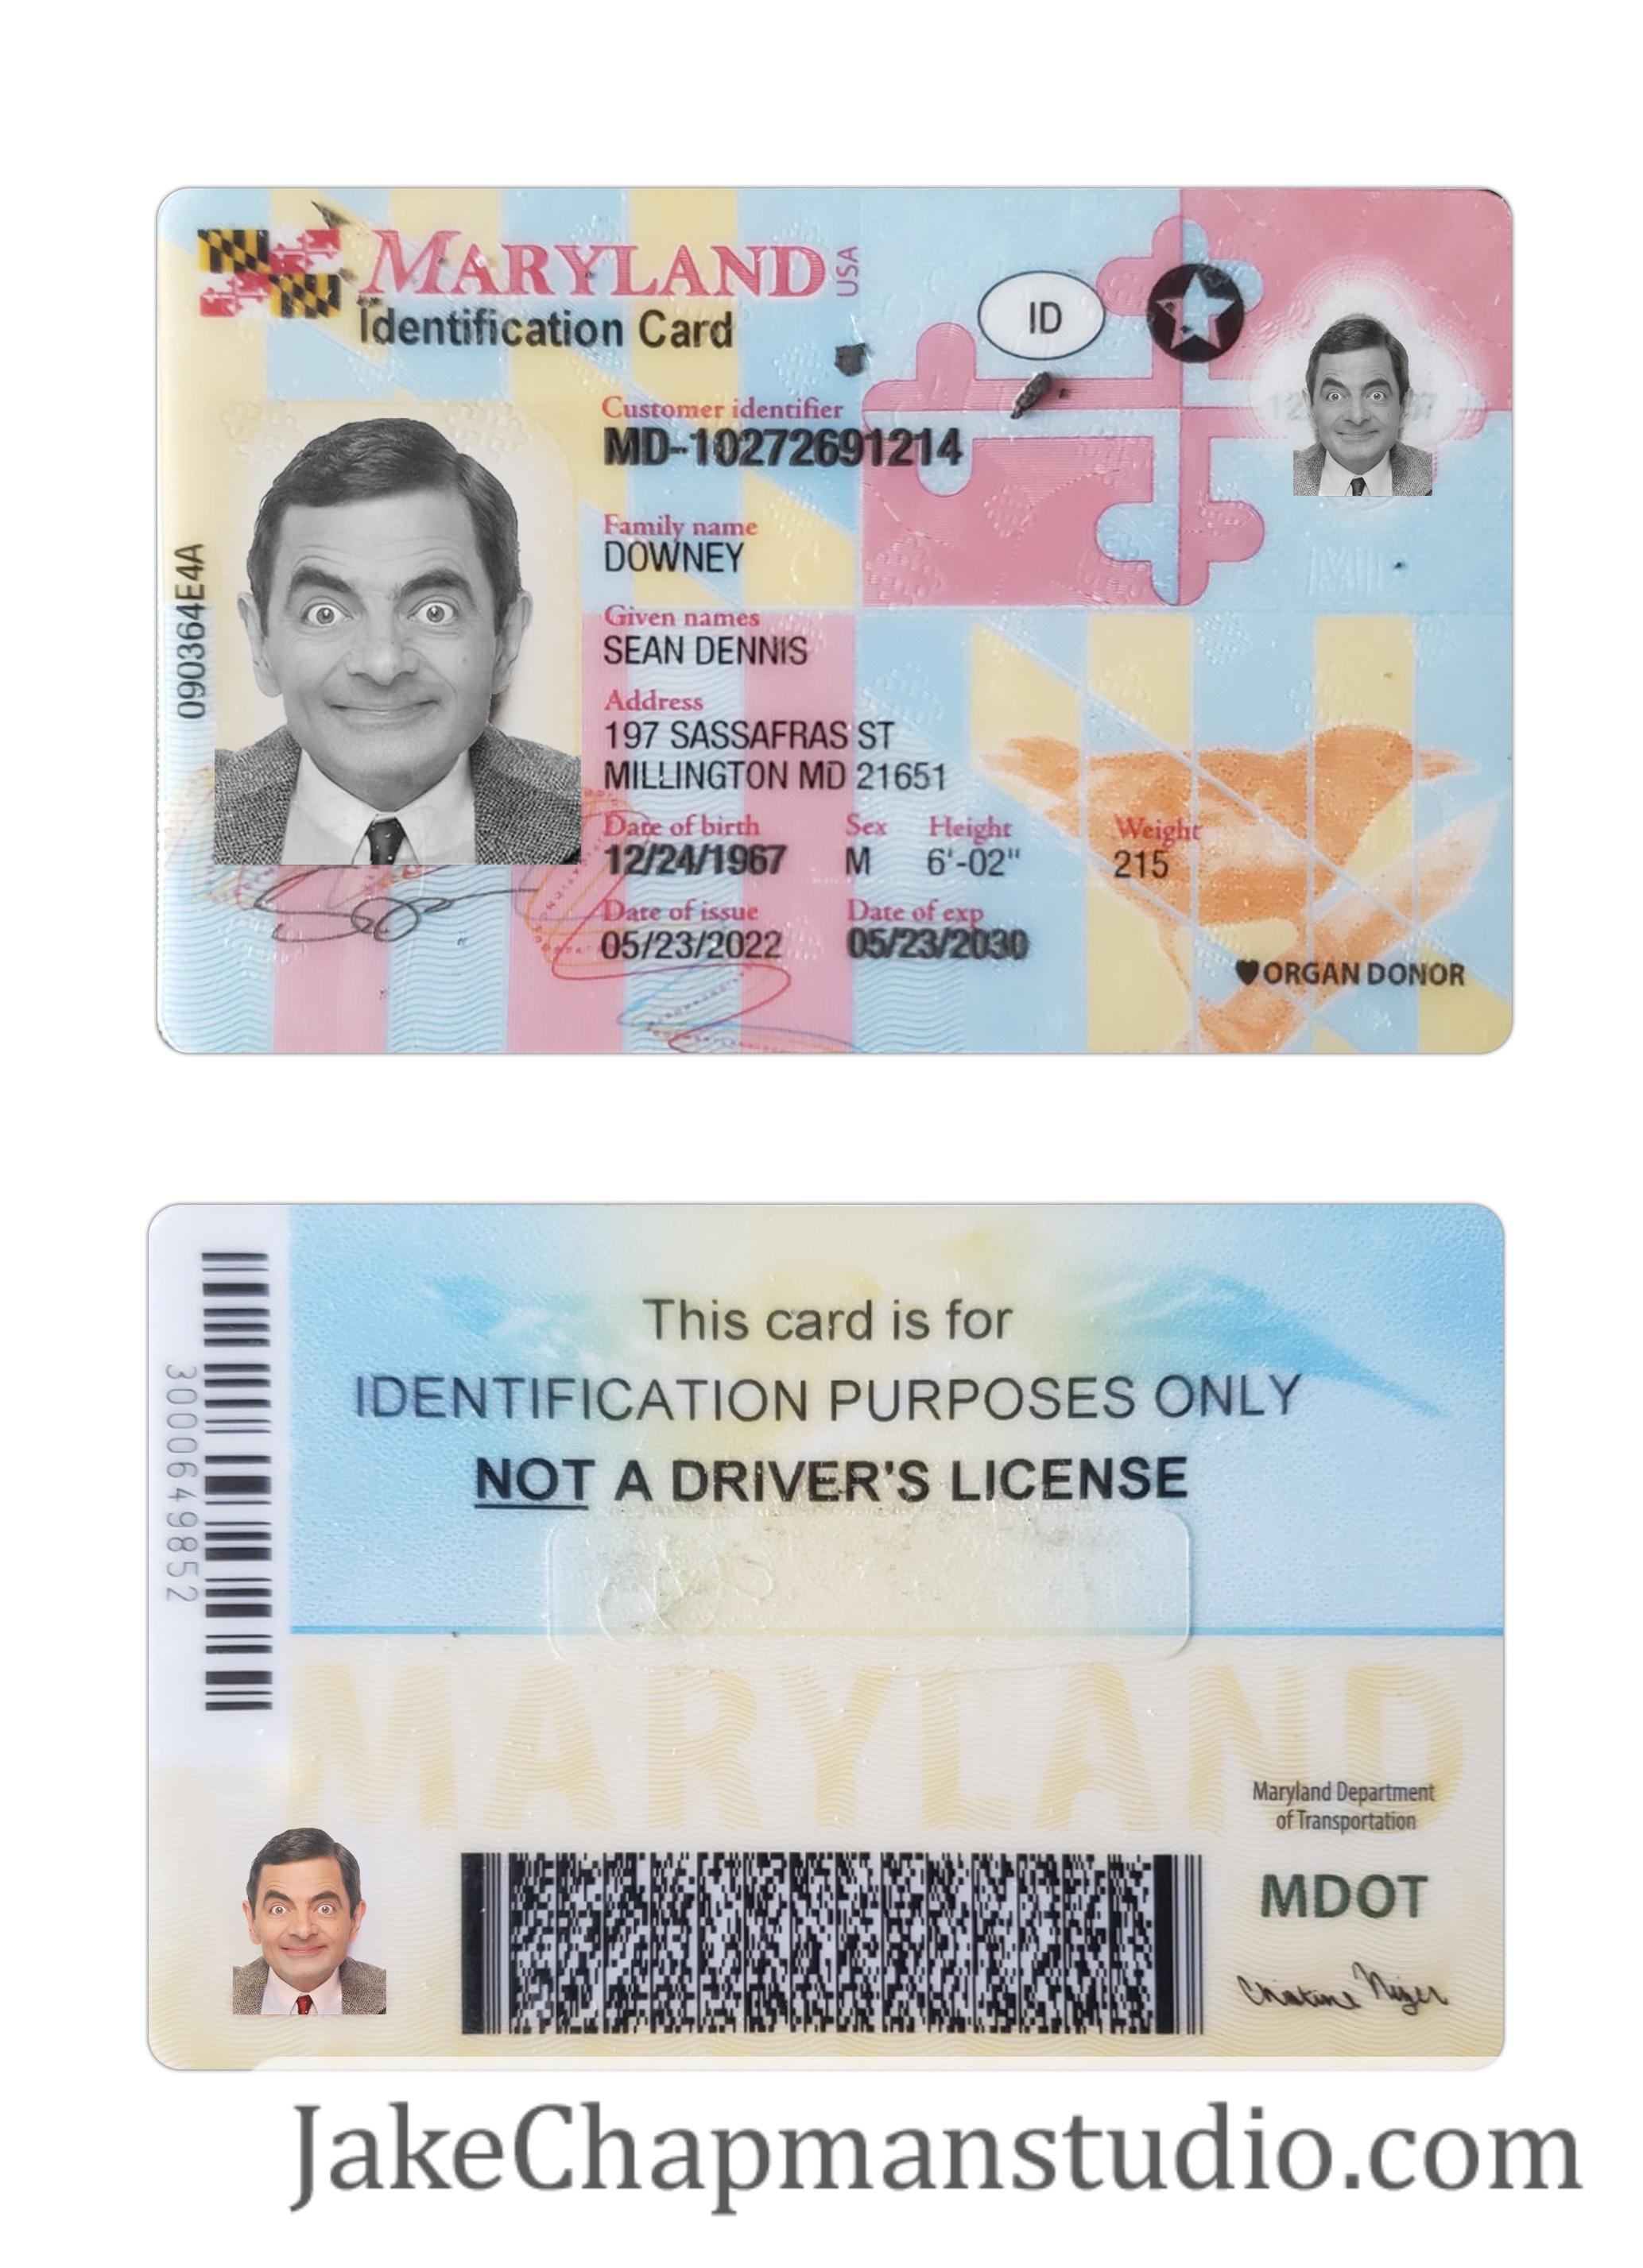 MARYLAND USA
Identification Card
ID
Customer identifier
MD-10272691214
Family name
DOWNEY
Given names
SEAN DENNIS
Address
197 SASSAFRAS ST
MILLINGTON MD 21651
Date of birth Sex Height Weight
12/24/1967 M 6'-02" 215
Date of issue Date of exp
05/23/2022 05/23/2030
♥ORGAN DONOR
090364E4A
This card is for
IDENTIFICATION PURPOSES ONLY
NOT A DRIVER'S LICENSE
3000649852
MARYLAND
Maryland Department
of Transportation
MDOT
JakeChapmanstudio.com